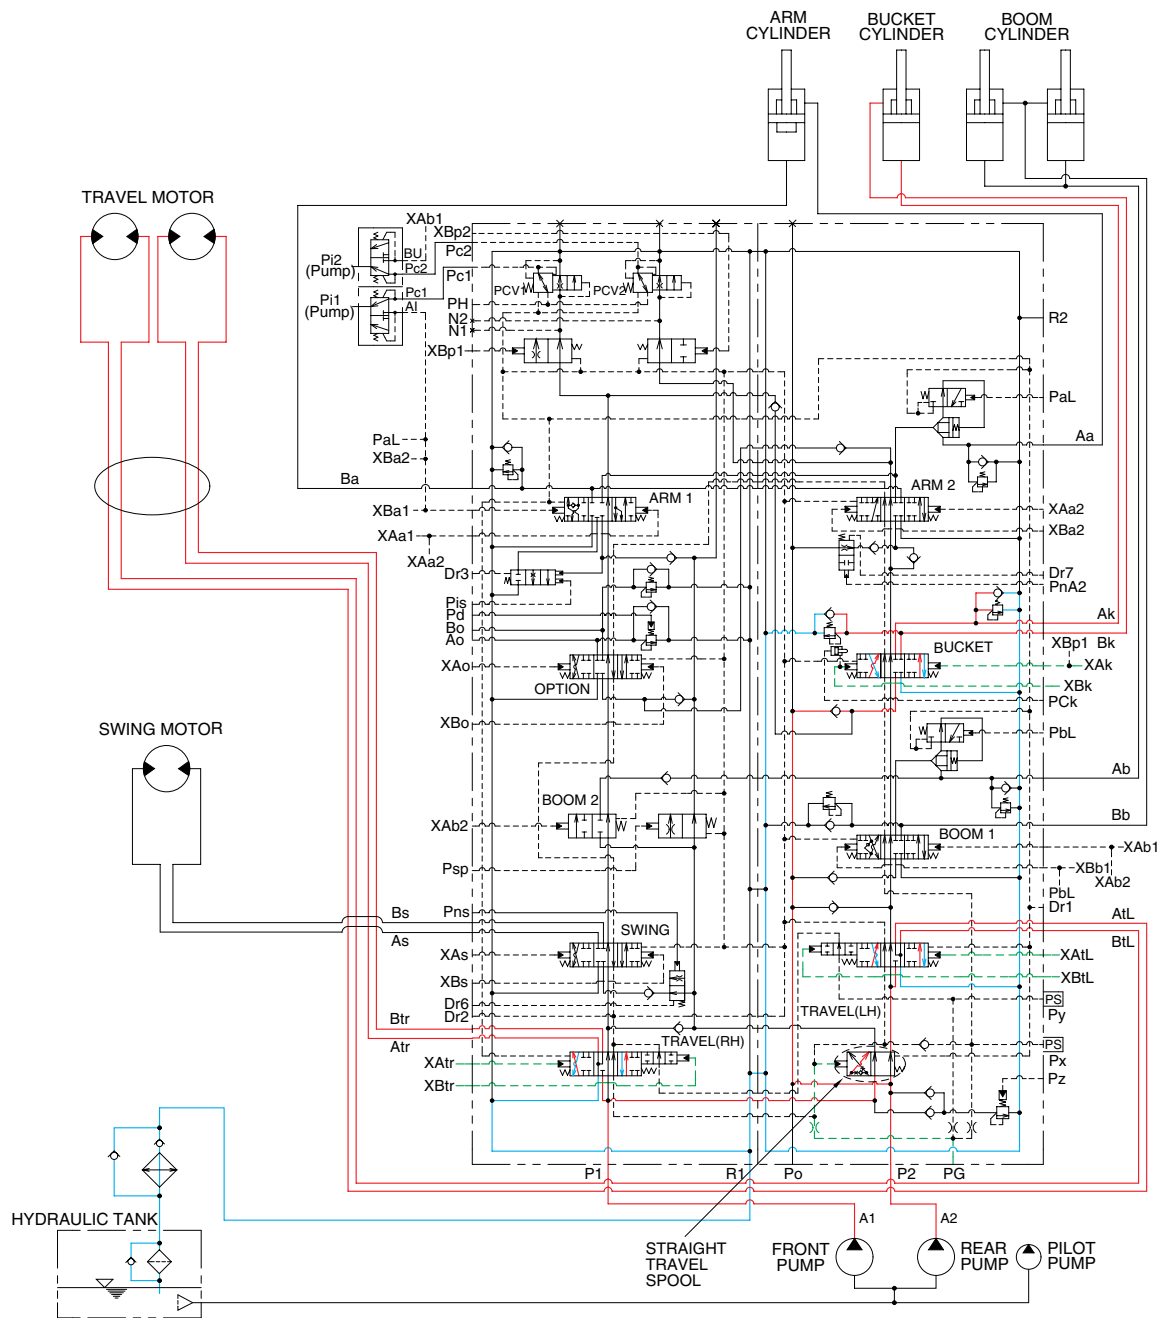 ARM
CYLINDER
BUCKET
CYLINDER
BOOM
CYLINDER
TRAVEL MOTOR
XAb1
XBp2
Pi2
(Pump)
BU
Pc2
Pc2
Pi1
(Pump)
Pc1
AI
Pc1
PCV1
PCV2
PH
N2
N1
XBp1
R2
PaL
Aa
PaL
XBa2
Ba
XBa1
ARM 1
ARM 2
XAa1
XAa2
XAa2
XBa2
Dr3
Pis
Pd
Bo
Ao
Dr7
PnA2
Ak
XBp1 Bk
BUCKET
XAo
OPTION
XAk
XBk
PCk
XBo
PbL
SWING MOTOR
Ab
BOOM 2
XAb2
Bb
BOOM 1
XAb1
Psp
XBb1
XAb2
PbL
Dr1
Pns
Bs
As
SWING
AtL
BtL
XAs
XBs
Dr6
Dr2
XAtL
XBtL
PS
Py
TRAVEL(LH)
Btr
TRAVEL(RH)
Atr
PS
Px
XAtr
XBtr
Pz
P1
R1
Po
P2
PG
HYDRAULIC TANK
A1
A2
STRAIGHT
TRAVEL
SPOOL
FRONT
PUMP
REAR
PUMP
PILOT
PUMP